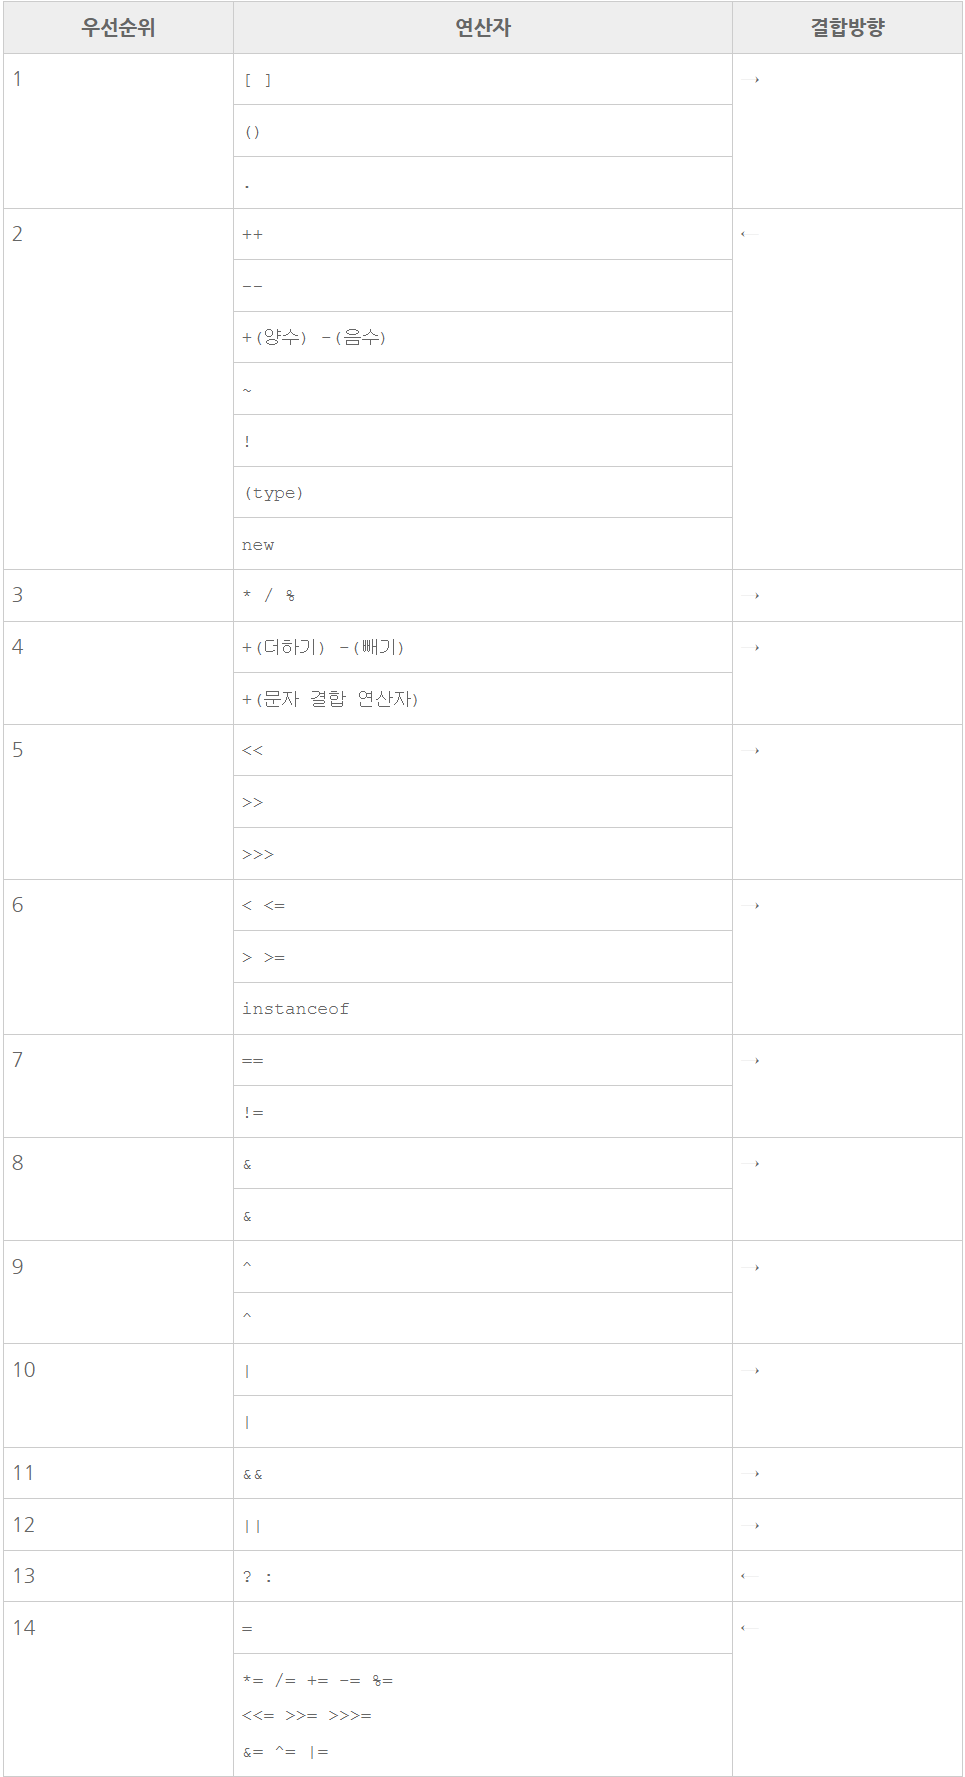 우선순위 연산자 결합방향
1 [ ] →
()
.
2 ++ ←
--
+(양수) -(음수)
~
!
(type)
new
3 * / % →
4 +(더하기) -(빼기) →
+(문자 결합 연산자)
5 << →
>>
>>>
6 < <= →
> >=
instanceof
7 == →
!=
8 & →
&
9 ^ →
^
10 | →
|
11 && →
12 || →
13 ? : ←
14 = ←
*= /= += -= %=
<<= >>= >>>=
&= ^= |=